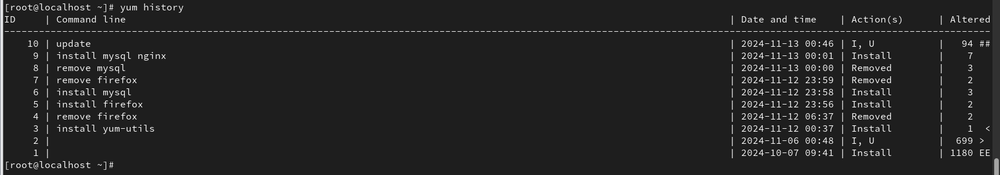 [root@localhost ~]# yum history
ID     | Command line                                                                                                         | Date and time    | Action(s)      | Altered
--------------------------------------------------------------------------------------------------------------------------------------------------------------------------
    10 | update                                                                                                               | 2024-11-13 00:46 | I, U           |   94 ##
     9 | install mysql nginx                                                                                                  | 2024-11-13 00:01 | Install        |    7
     8 | remove mysql                                                                                                         | 2024-11-13 00:00 | Removed        |    3
     7 | remove firefox                                                                                                       | 2024-11-12 23:59 | Removed        |    2
     6 | install mysql                                                                                                        | 2024-11-12 23:58 | Install        |    3
     5 | install firefox                                                                                                      | 2024-11-12 23:56 | Install        |    2
     4 | remove firefox                                                                                                       | 2024-11-12 06:37 | Removed        |    2
     3 | install yum-utils                                                                                                    | 2024-11-12 00:37 | Install        |    1  <
     2 |                                                                                                                      | 2024-11-06 00:48 | I, U           |  699 >
     1 |                                                                                                                      | 2024-10-07 09:41 | Install        | 1180 EE
[root@localhost ~]#